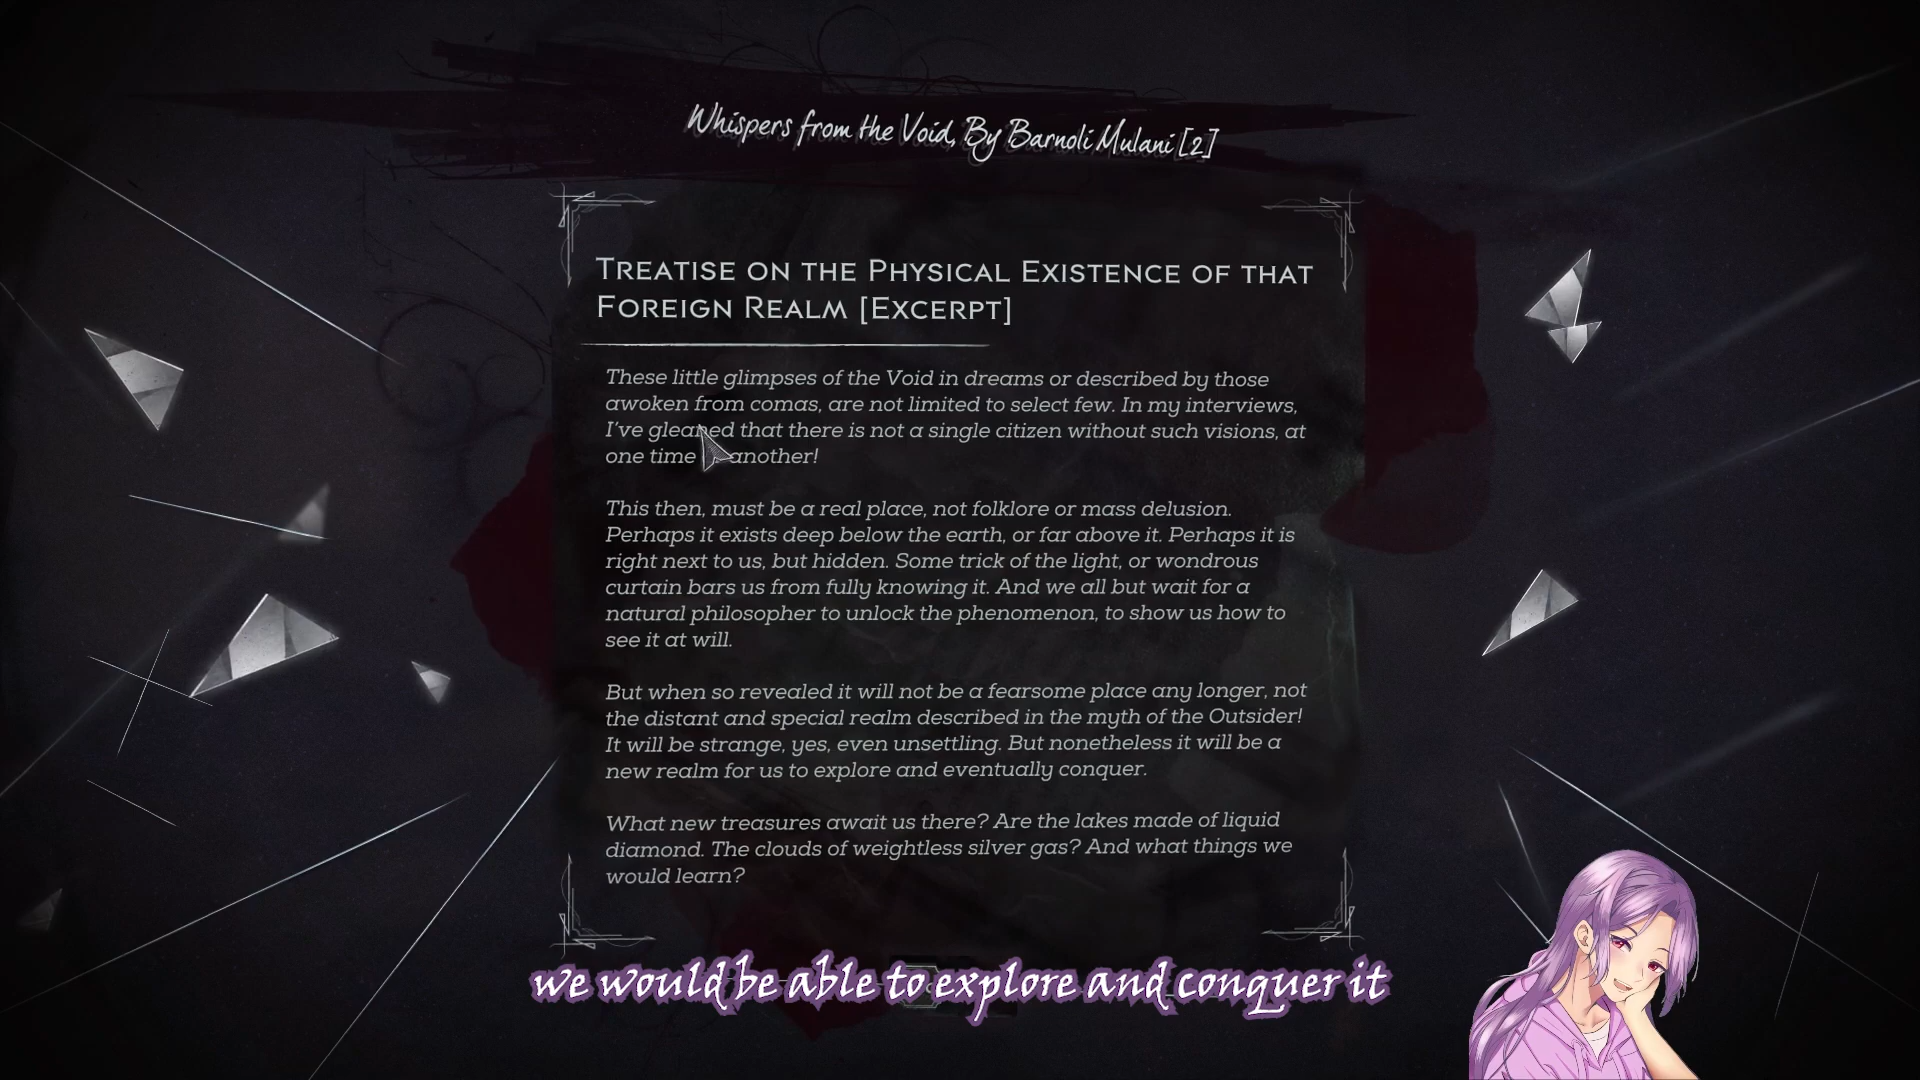 Whispers from the Void, By Barnoli Mulani [2]
Treatise on the Physical Existence of that
Foreign Realm [Excerpt]
These little glimpses of the Void in dreams or described by those
awoken from comas, are not limited to select few. In my interviews,
I've gleaned that there is not a single citizen without such visions, at
one time another!
This then, must be a real place, not folklore or mass delusion.
Perhaps it exists deep below the earth, or far above it. Perhaps it is
right next to us, but hidden. Some trick of the light, or wondrous
curtain bars us from fully knowing it. And we all but wait for a
natural philosopher to unlock the phenomenon, to show us how to
see it at will.
But when so revealed it will not be a fearsome place any longer, not
the distant and special realm described in the myth of the Outsider!
It will be strange, yes, even unsettling. But nonetheless it will be a
new realm for us to explore and eventually conquer.
What new treasures await us there? Are the lakes made of liquid
diamond. The clouds of weightless silver gas? And what things we
would learn?
we would be able to explore and conquer it